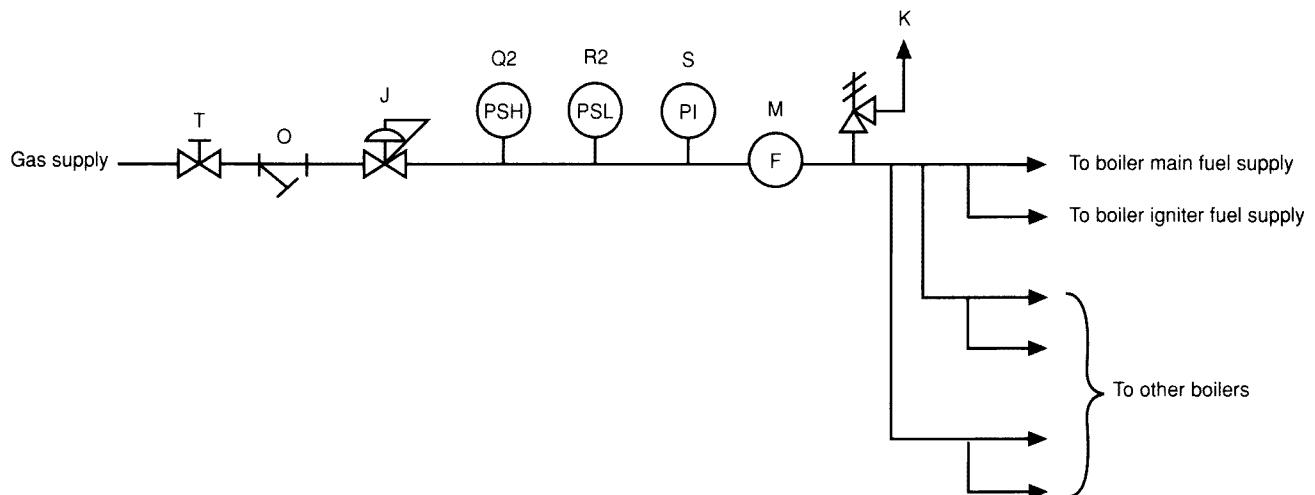 K
Q2
R2
S
J
PSH
PSL
PI
M
T
O
Gas supply
F
To boiler main fuel supply
To boiler igniter fuel supply
To other boilers